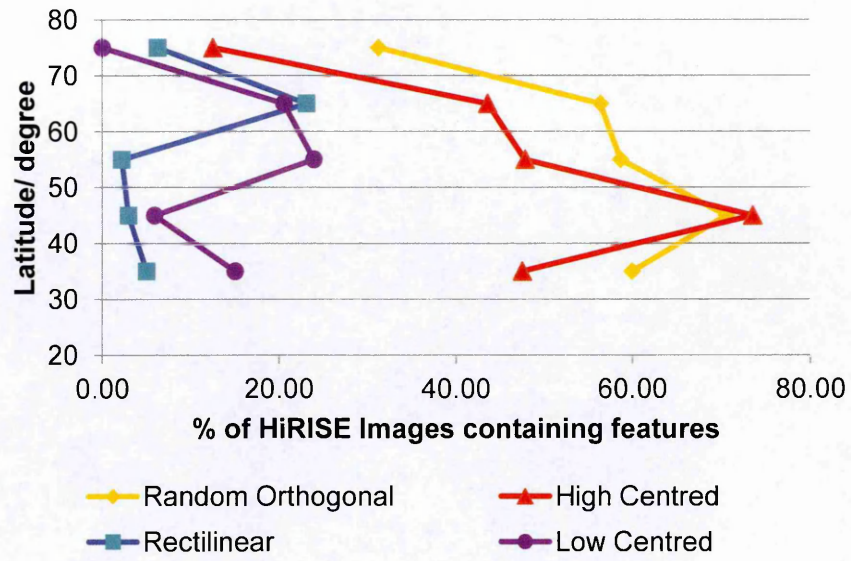 80
70
60
50
40
30
20
Latitude/ degree
0.00 20.00 40.00 60.00 80.00
% of HiRISE Images containing features
Random Orthogonal High Centred
Rectilinear Low Centred